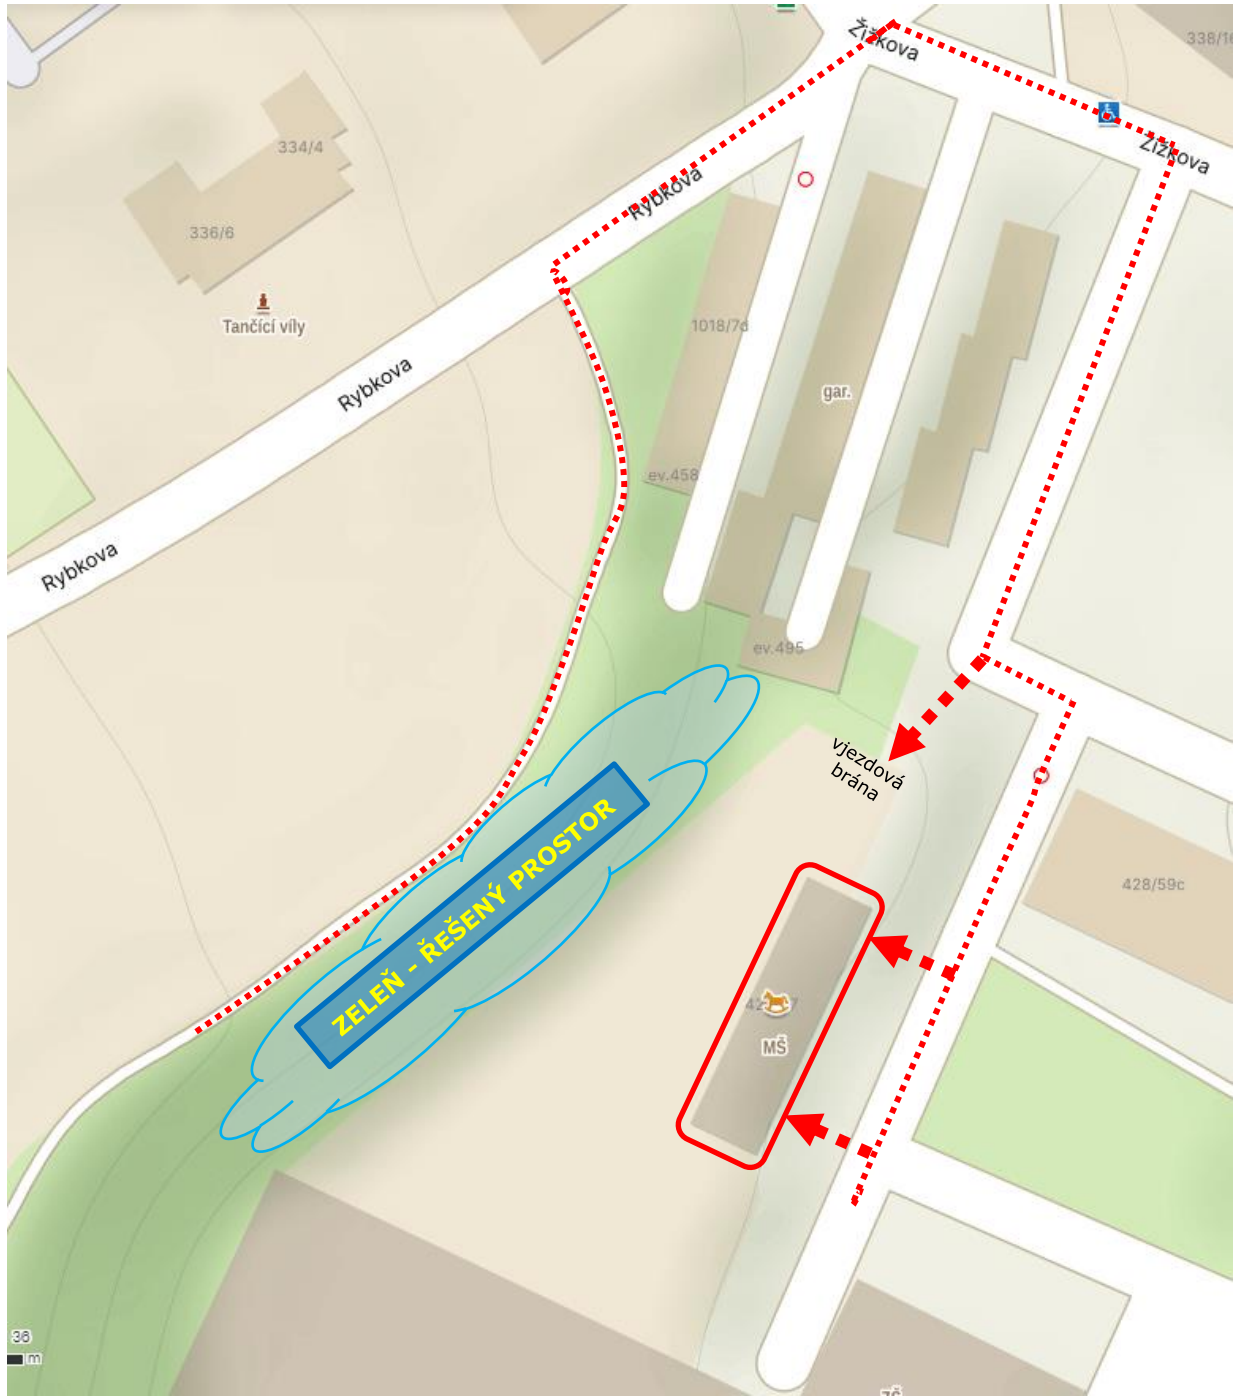 Žižkova
338/16
Žižkova
334/4
Rybkova
336/6
Tančící víly
1018/7d
Rybkova
gar.
ev.458
Rybkova
ev.495
vjezdová
brána
ZELEŇ - ŘEŠENÝ PROSTOR
428/59c
MŠ
36
m